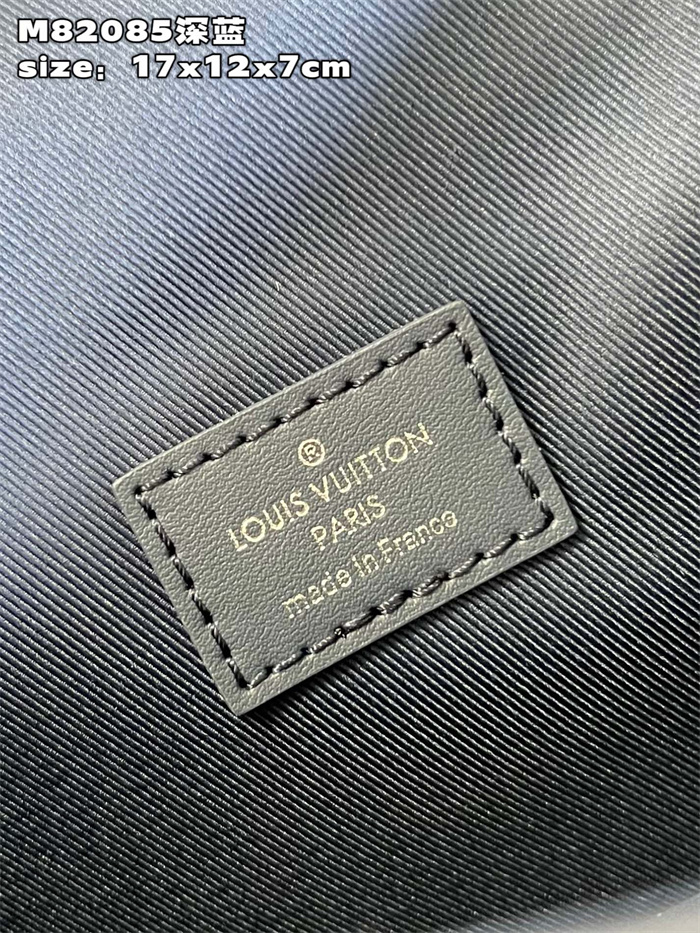 M82085深蓝
size：17x12x7cm
®
LOUIS VUITTON
PARIS
made in France